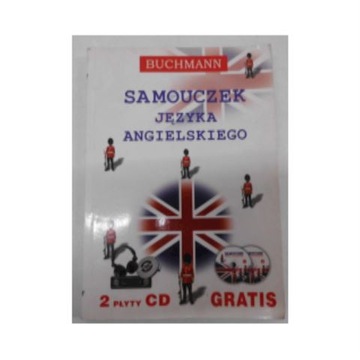 BUCHMANN
SAMOUCZEK
JĘZYKA
ANGIELSKIEGO
2 PŁYTY CD GRATIS